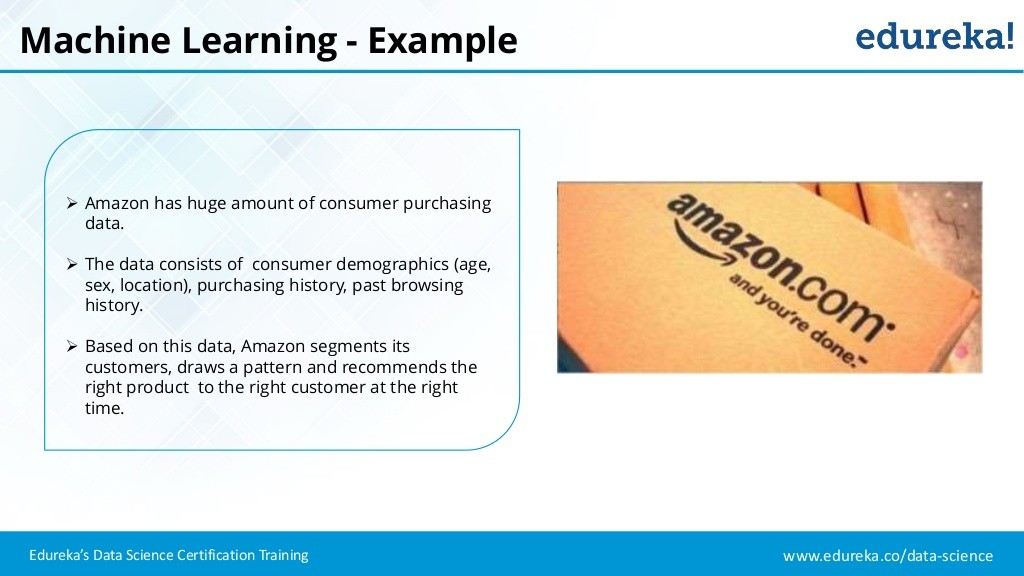 Machine Learning - Example
edureka!
➢ Amazon has huge amount of consumer purchasing
data.
➢ The data consists of  consumer demographics (age,
sex, location), purchasing history, past browsing
history.
➢ Based on this data, Amazon segments its
customers, draws a pattern and recommends the
right product  to the right customer at the right
time.
amazon.com
and you're done.™
Edureka's Data Science Certification Training
www.edureka.co/data-science